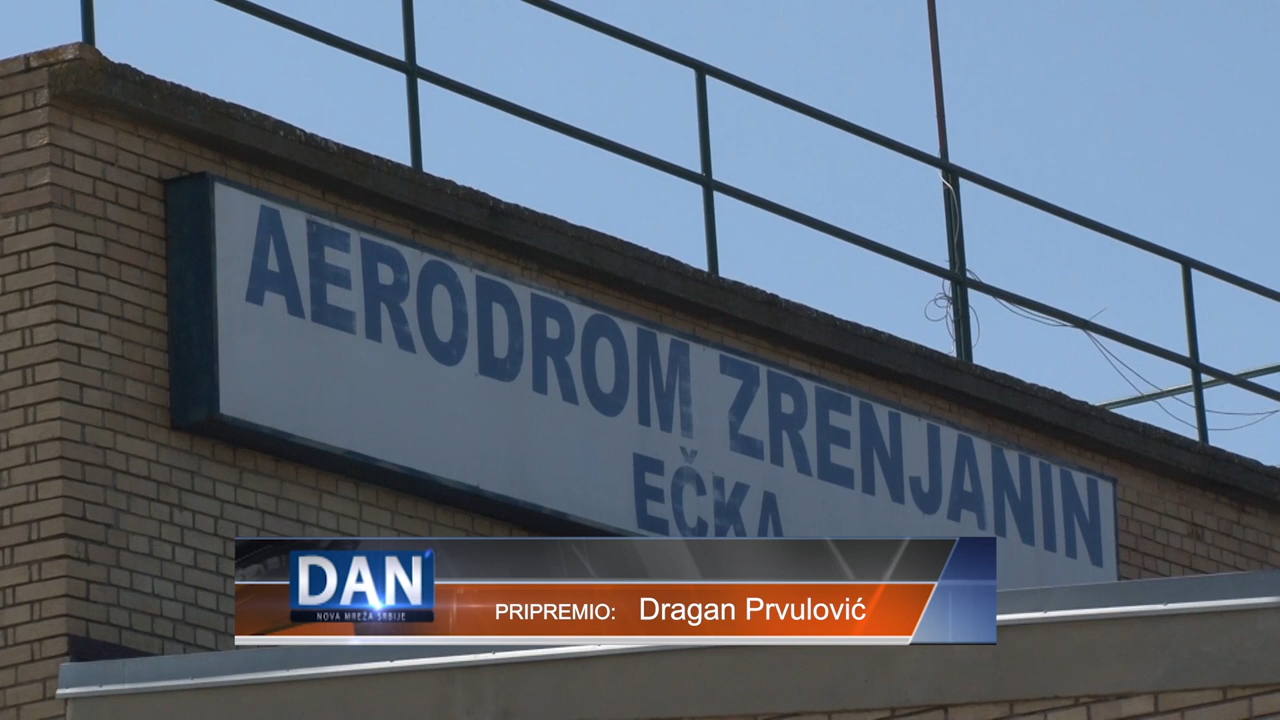 AERODROM ZRENJANIN
EČKA
DAN
NOVA MREŽA SRBIJE
PRIPREMIO: Dragan Prvulović